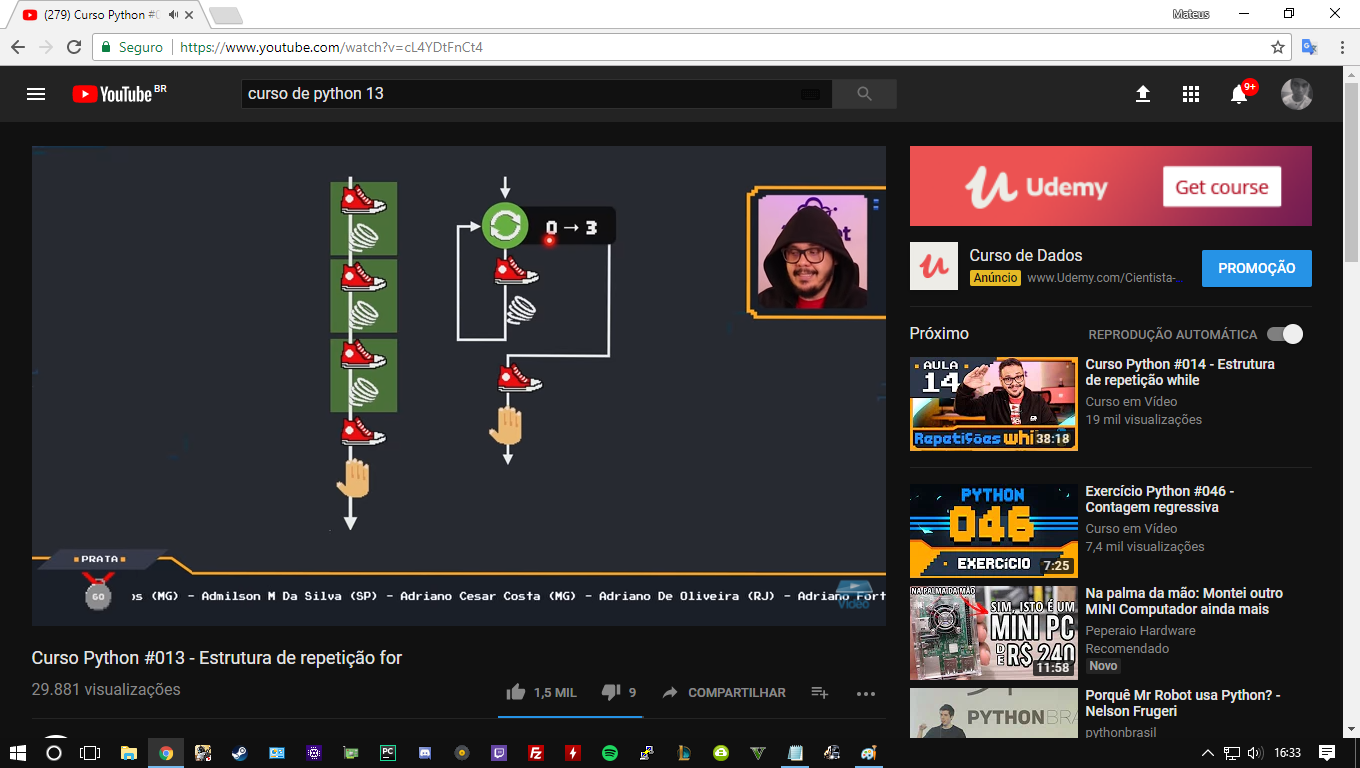 (279) Curso Python #0
Mateus
Seguro
https://www.youtube.com/watch?v=cL4YDtFnCt4
YouTube BR
curso de python 13
9+
0 → 3
PRATA
GO
os (MG) - Admilson M Da Silva (SP) - Adriano Cesar Costa (MG) - Adriano De Oliveira (RJ) - Adriano Fort
Vídeo
Curso Python #013 - Estrutura de repetição for
29.881 visualizações
1,5 MIL
9
COMPARTILHAR
Udemy
Get course
Curso de Dados
Anúncio www.Udemy.com/Cientista-...
PROMOÇÃO
Próximo
REPRODUÇÃO AUTOMÁTICA
AULA
14
Repetições Whi
38:18
Curso Python #014 - Estrutura
de repetição while
Curso em Vídeo
19 mil visualizações
PYTHON
046
EXERCÍCIO
7:25
Exercício Python #046 -
Contagem regressiva
Curso em Vídeo
7,4 mil visualizações
NA PALMA DA MÃO
SIM, ISTO É UM
MINI PC
DE R$ 240
11:58
Na palma da mão: Montei outro
MINI Computador ainda mais
Peperaio Hardware
Recomendado
Novo
PYTHONBRA
Porquê Mr Robot usa Python? -
Nelson Frugeri
pythonbrasil
PC
16:33